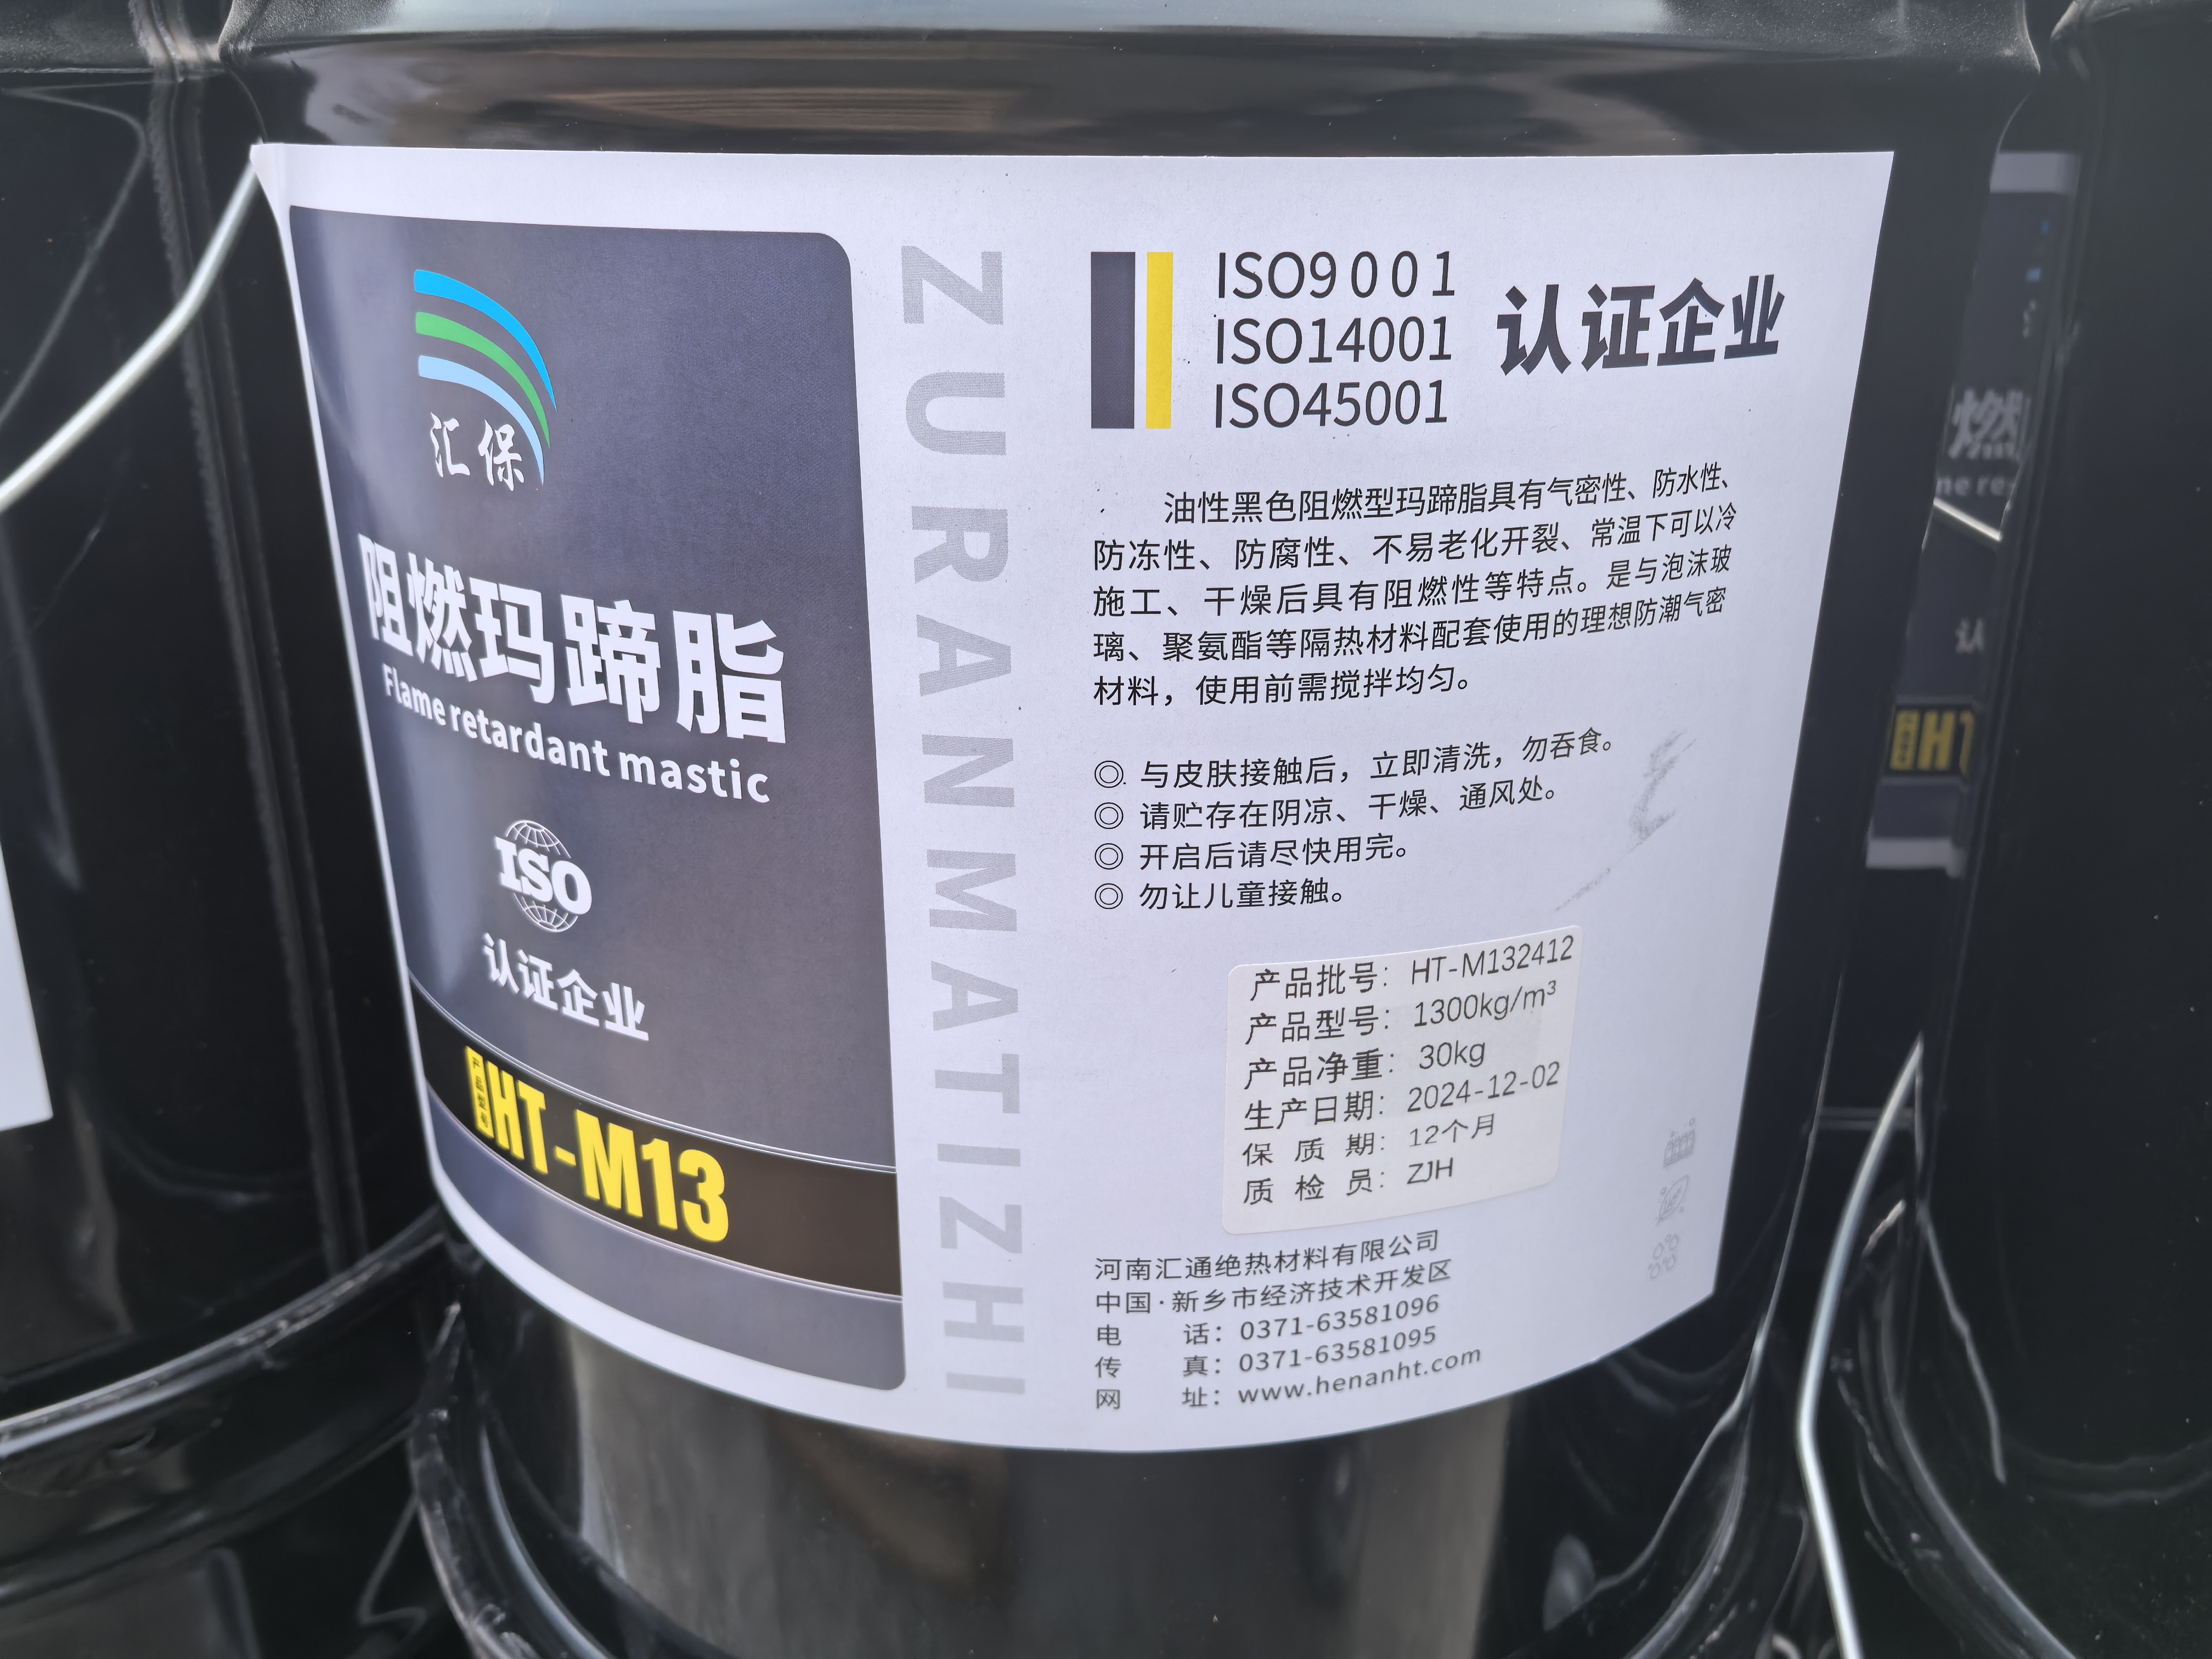 汇保
阻燃玛蹄脂
Flame retardant mastic
ISO
认证企业
产品型号
HT-M13
ZURANMATIZHI
ISO9001
ISO14001
ISO45001
认证企业
油性黑色阻燃型玛蹄脂具有气密性、防水性、
防冻性、防腐性、不易老化开裂、常温下可以冷
施工、干燥后具有阻燃性等特点。是与泡沫玻
璃、聚氨酯等隔热材料配套使用的理想防潮气密
材料，使用前需搅拌均匀。
◎ 与皮肤接触后，立即清洗，勿吞食。
◎ 请贮存在阴凉、干燥、通风处。
◎ 开启后请尽快用完。
◎ 勿让儿童接触。
产品批号：HT-M132412
产品型号：1300kg/m³
产品净重：30kg
生产日期：2024-12-02
保 质 期：12个月
质 检 员：ZJH
河南汇通绝热材料有限公司
中国·新乡市经济技术开发区
电 话：0371-63581096
传 真：0371-63581095
网 址：www.henanht.com
燃
me re
认
HT